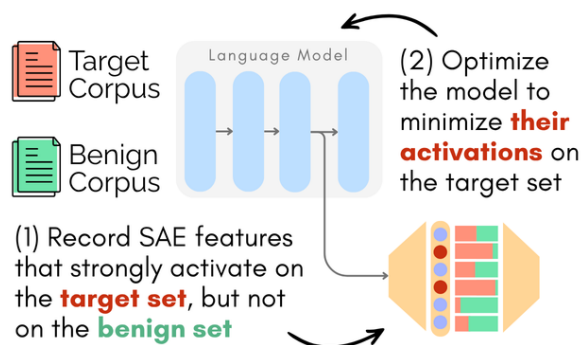 Target
Corpus
Language Model
Benign
Corpus
(2) Optimize
the model to
minimize their
activations on
the target set
(1) Record SAE features
that strongly activate on
the target set, but not
on the benign set